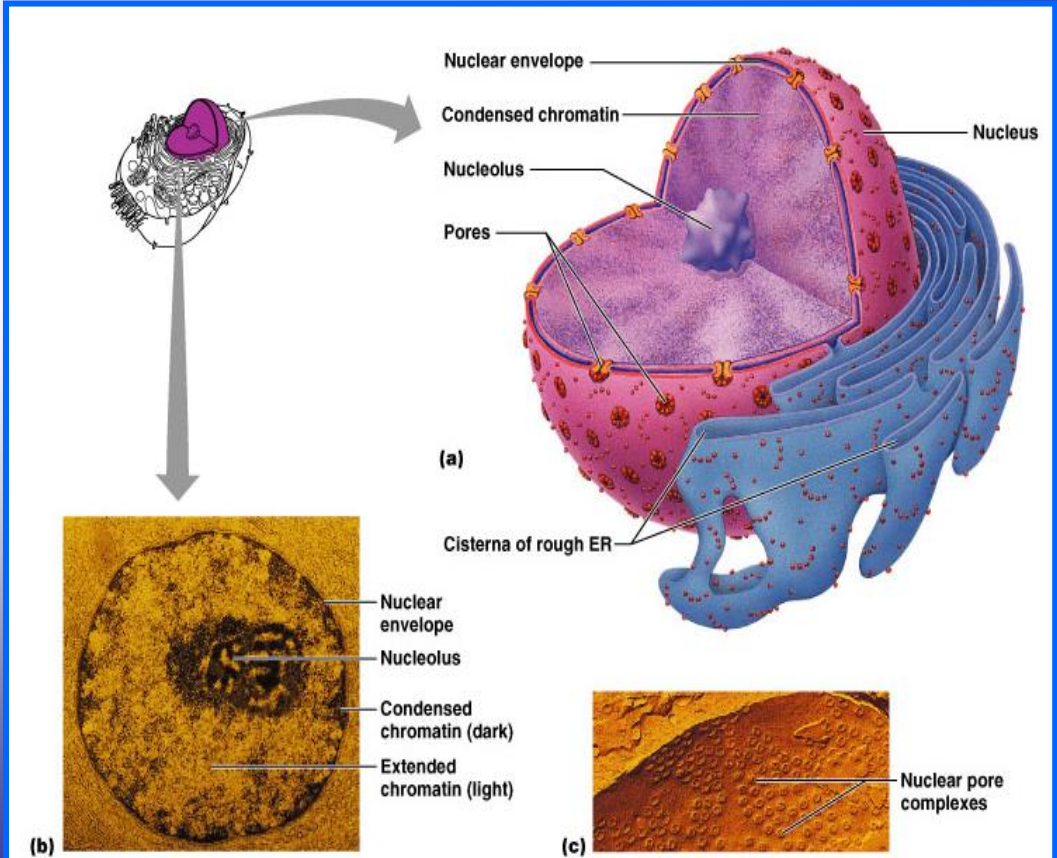 Nuclear envelope
Condensed chromatin
Nucleolus
Pores
Nucleus
(a)
Cisterna of rough ER
Nuclear
envelope
Nucleolus
Condensed
chromatin (dark)
Extended
chromatin (light)
(b)
Nuclear pore
complexes
(c)